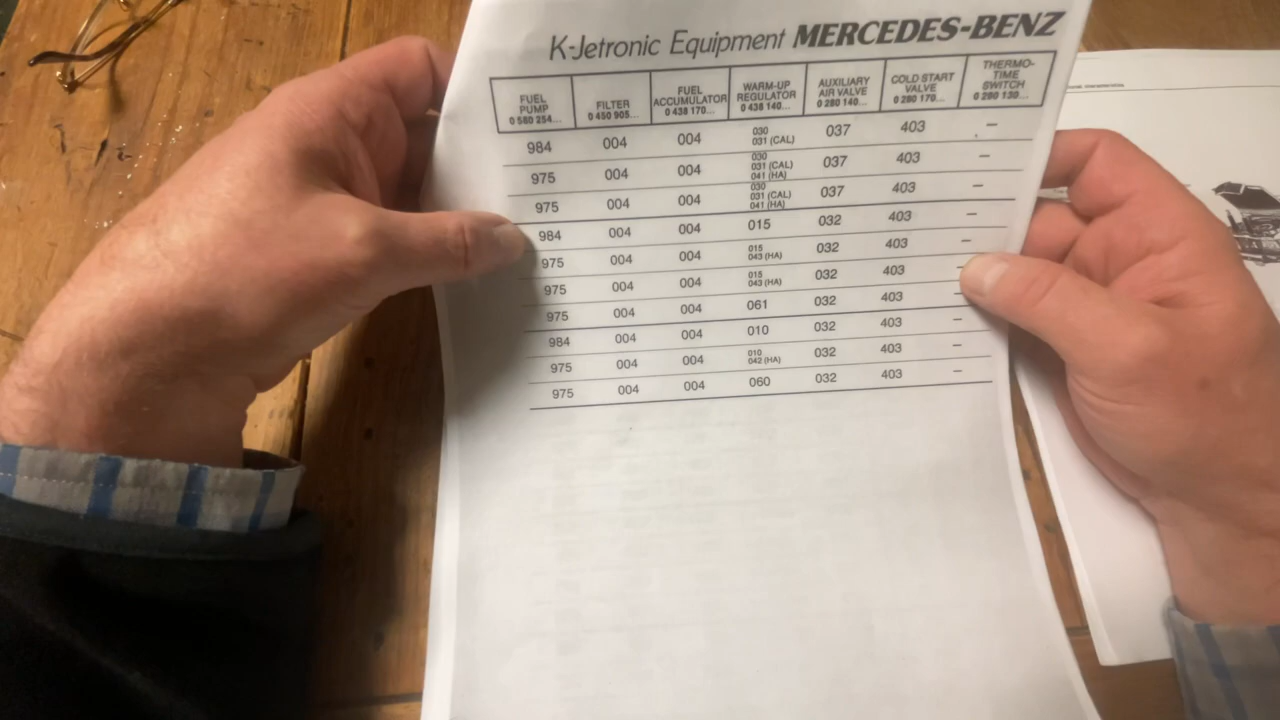 K-Jetronic Equipment MERCEDES-BENZ
FUEL PUMP 0 580 254... FILTER 0 450 905... FUEL ACCUMULATOR 0 438 170... WARM-UP REGULATOR 0 438 140... AUXILIARY AIR VALVE 0 280 140... COLD START VALVE 0 280 170... THERMO-TIME SWITCH 0 280 130...
984 004 004 030 031 (CAL) 037 403 –
975 004 004 030 031 (CAL) 041 (HA) 037 403 –
975 004 004 030 031 (CAL) 041 (HA) 037 403 –
984 004 004 015 032 403 –
975 004 004 015 043 (HA) 032 403 –
975 004 004 015 043 (HA) 032 403
975 004 004 061 032 403 –
984 004 004 010 032 403 –
975 004 004 010 042 (HA) 032 403 –
975 004 004 060 032 403 –